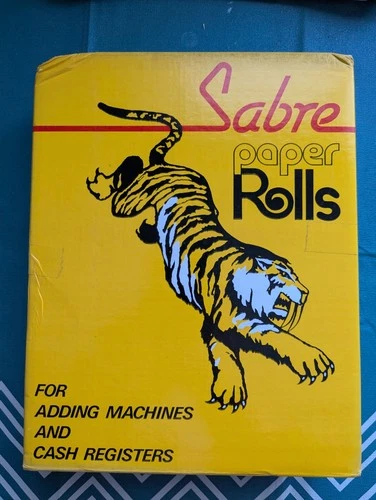 Sabre
paper
Rolls
FOR
ADDING MACHINES
AND
CASH REGISTERS